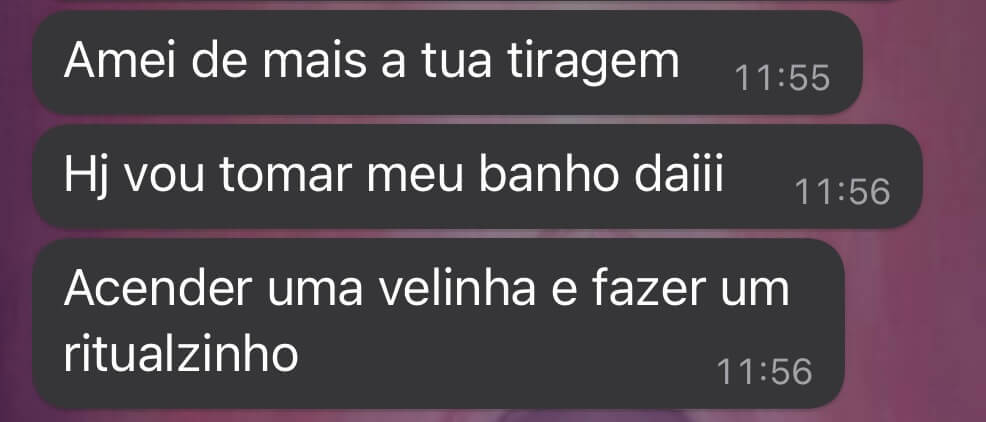 Amei de mais a tua tiragem 11:55
Hj vou tomar meu banho daiii 11:56
Acender uma velinha e fazer um
ritualzinho 11:56